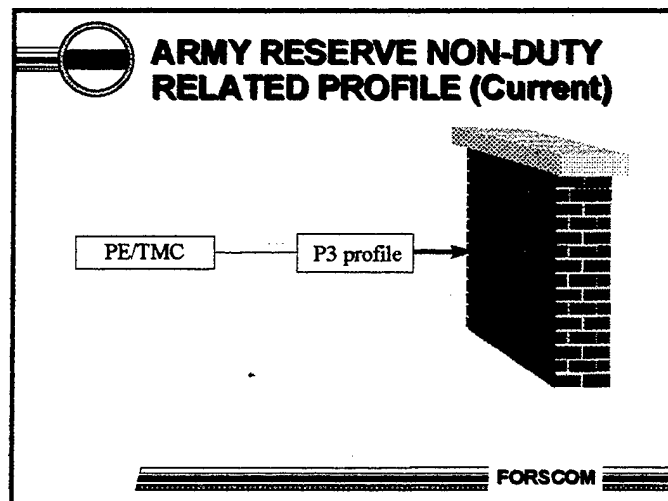 ARMY RESERVE NON-DUTY
RELATED PROFILE (Current)
PE/TMC
P3 profile
FORSCOM